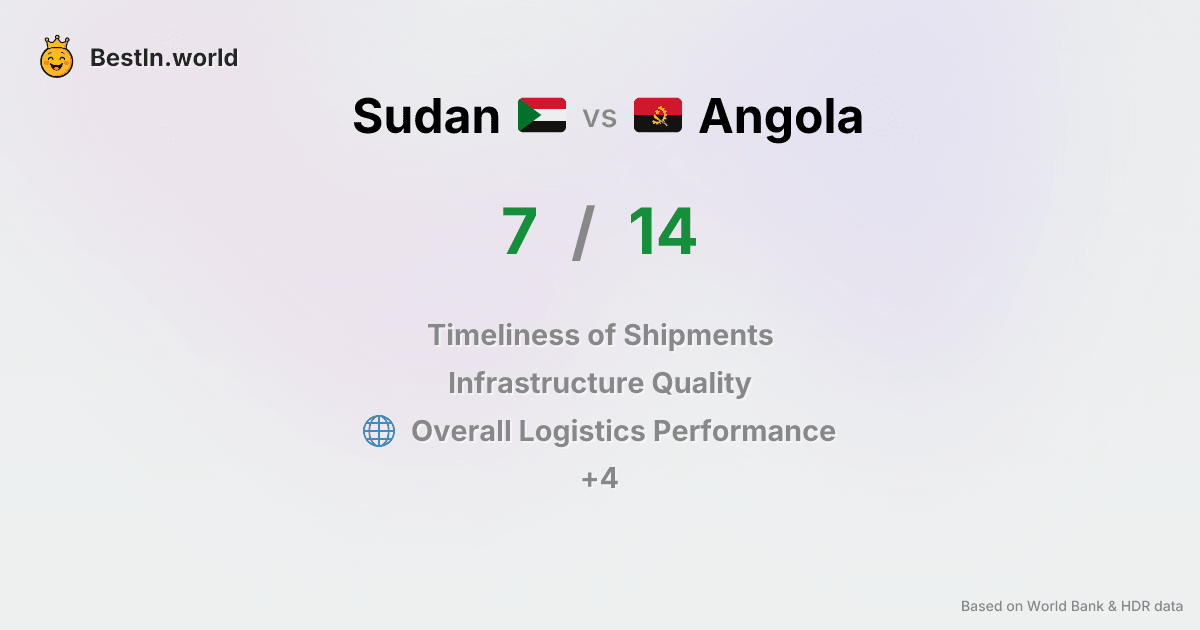 BestIn.world
Sudan vs Angola
7 / 14
Timeliness of Shipments
Infrastructure Quality
Overall Logistics Performance
+4
Based on World Bank & HDR data